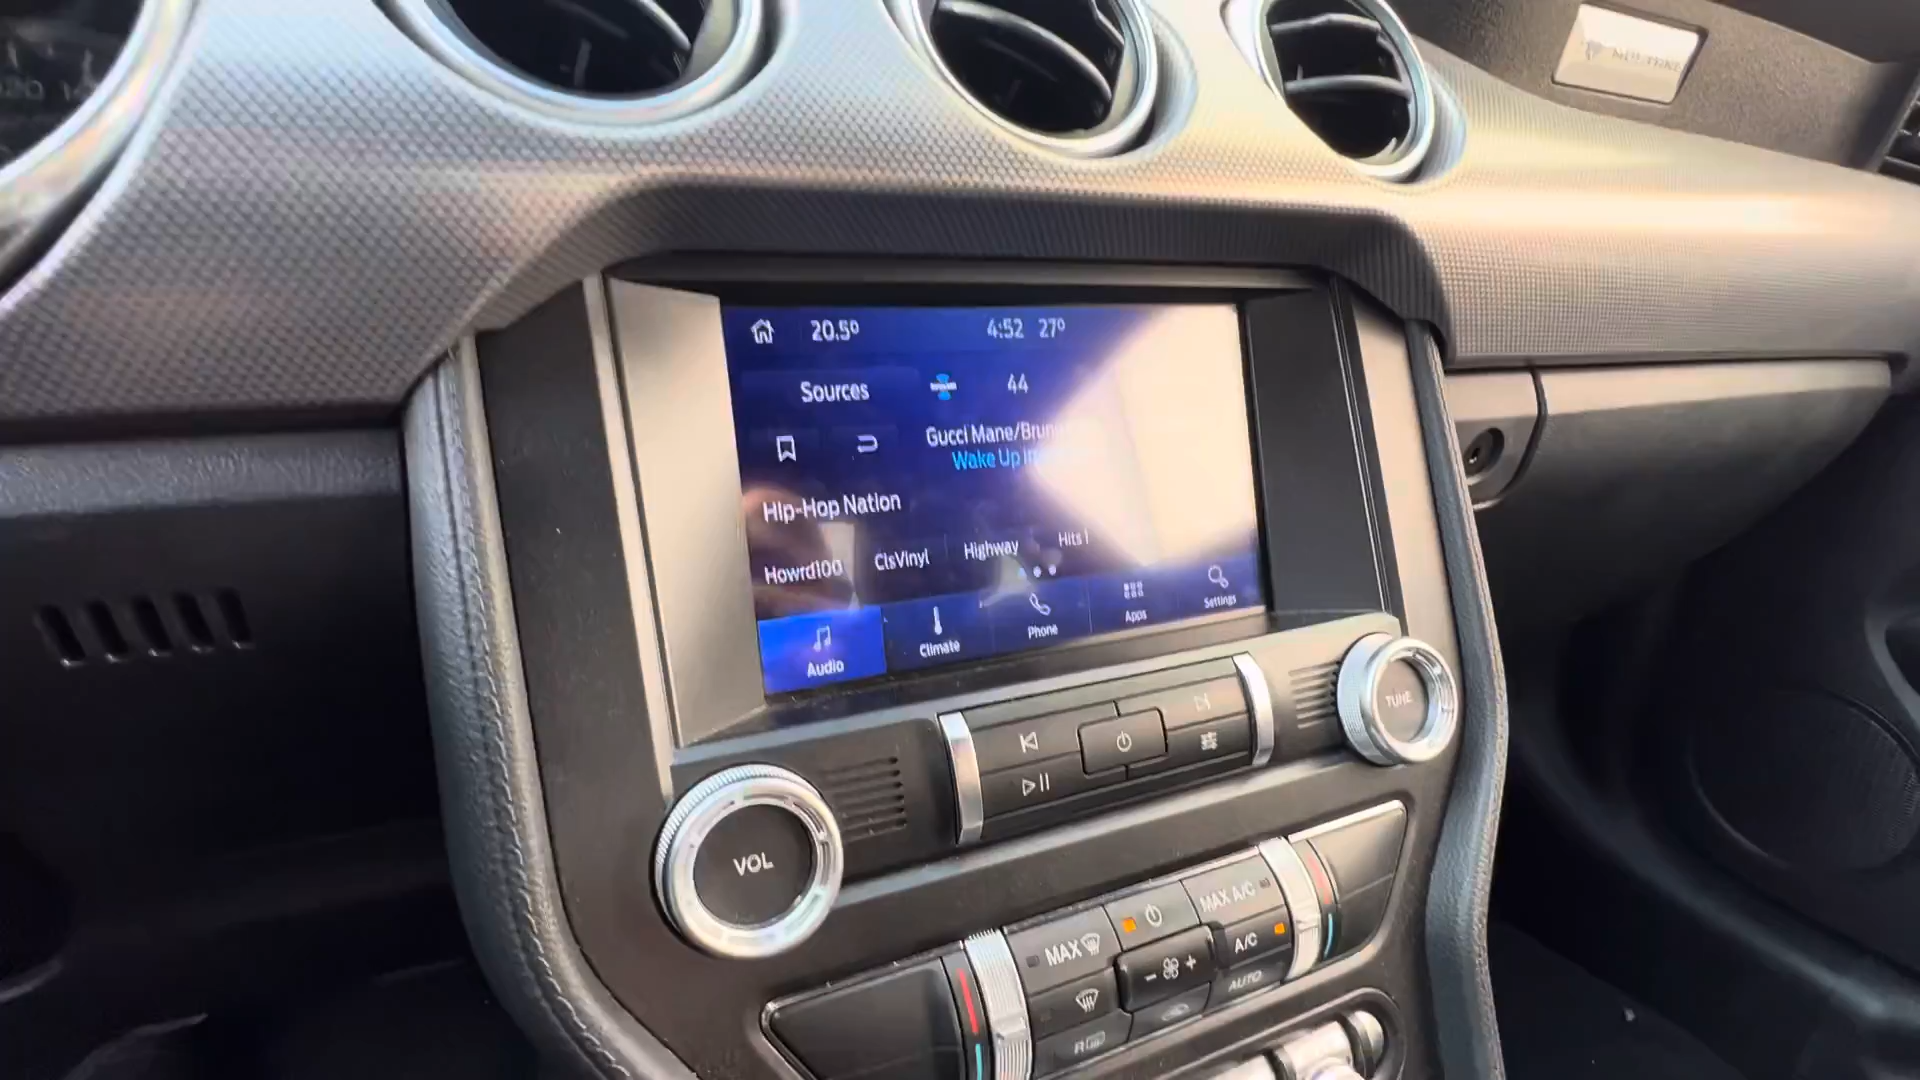 20.5° 4:52 27°
Sources 44
Gucci Mane/Brun
Wake Up in
Hip-Hop Nation
Howrd100 ClsVinyl Highway Hits 1
Audio Climate Phone Apps Settings
TUNE
VOL
MAX A/C
MAX
A/C
AUTO
R